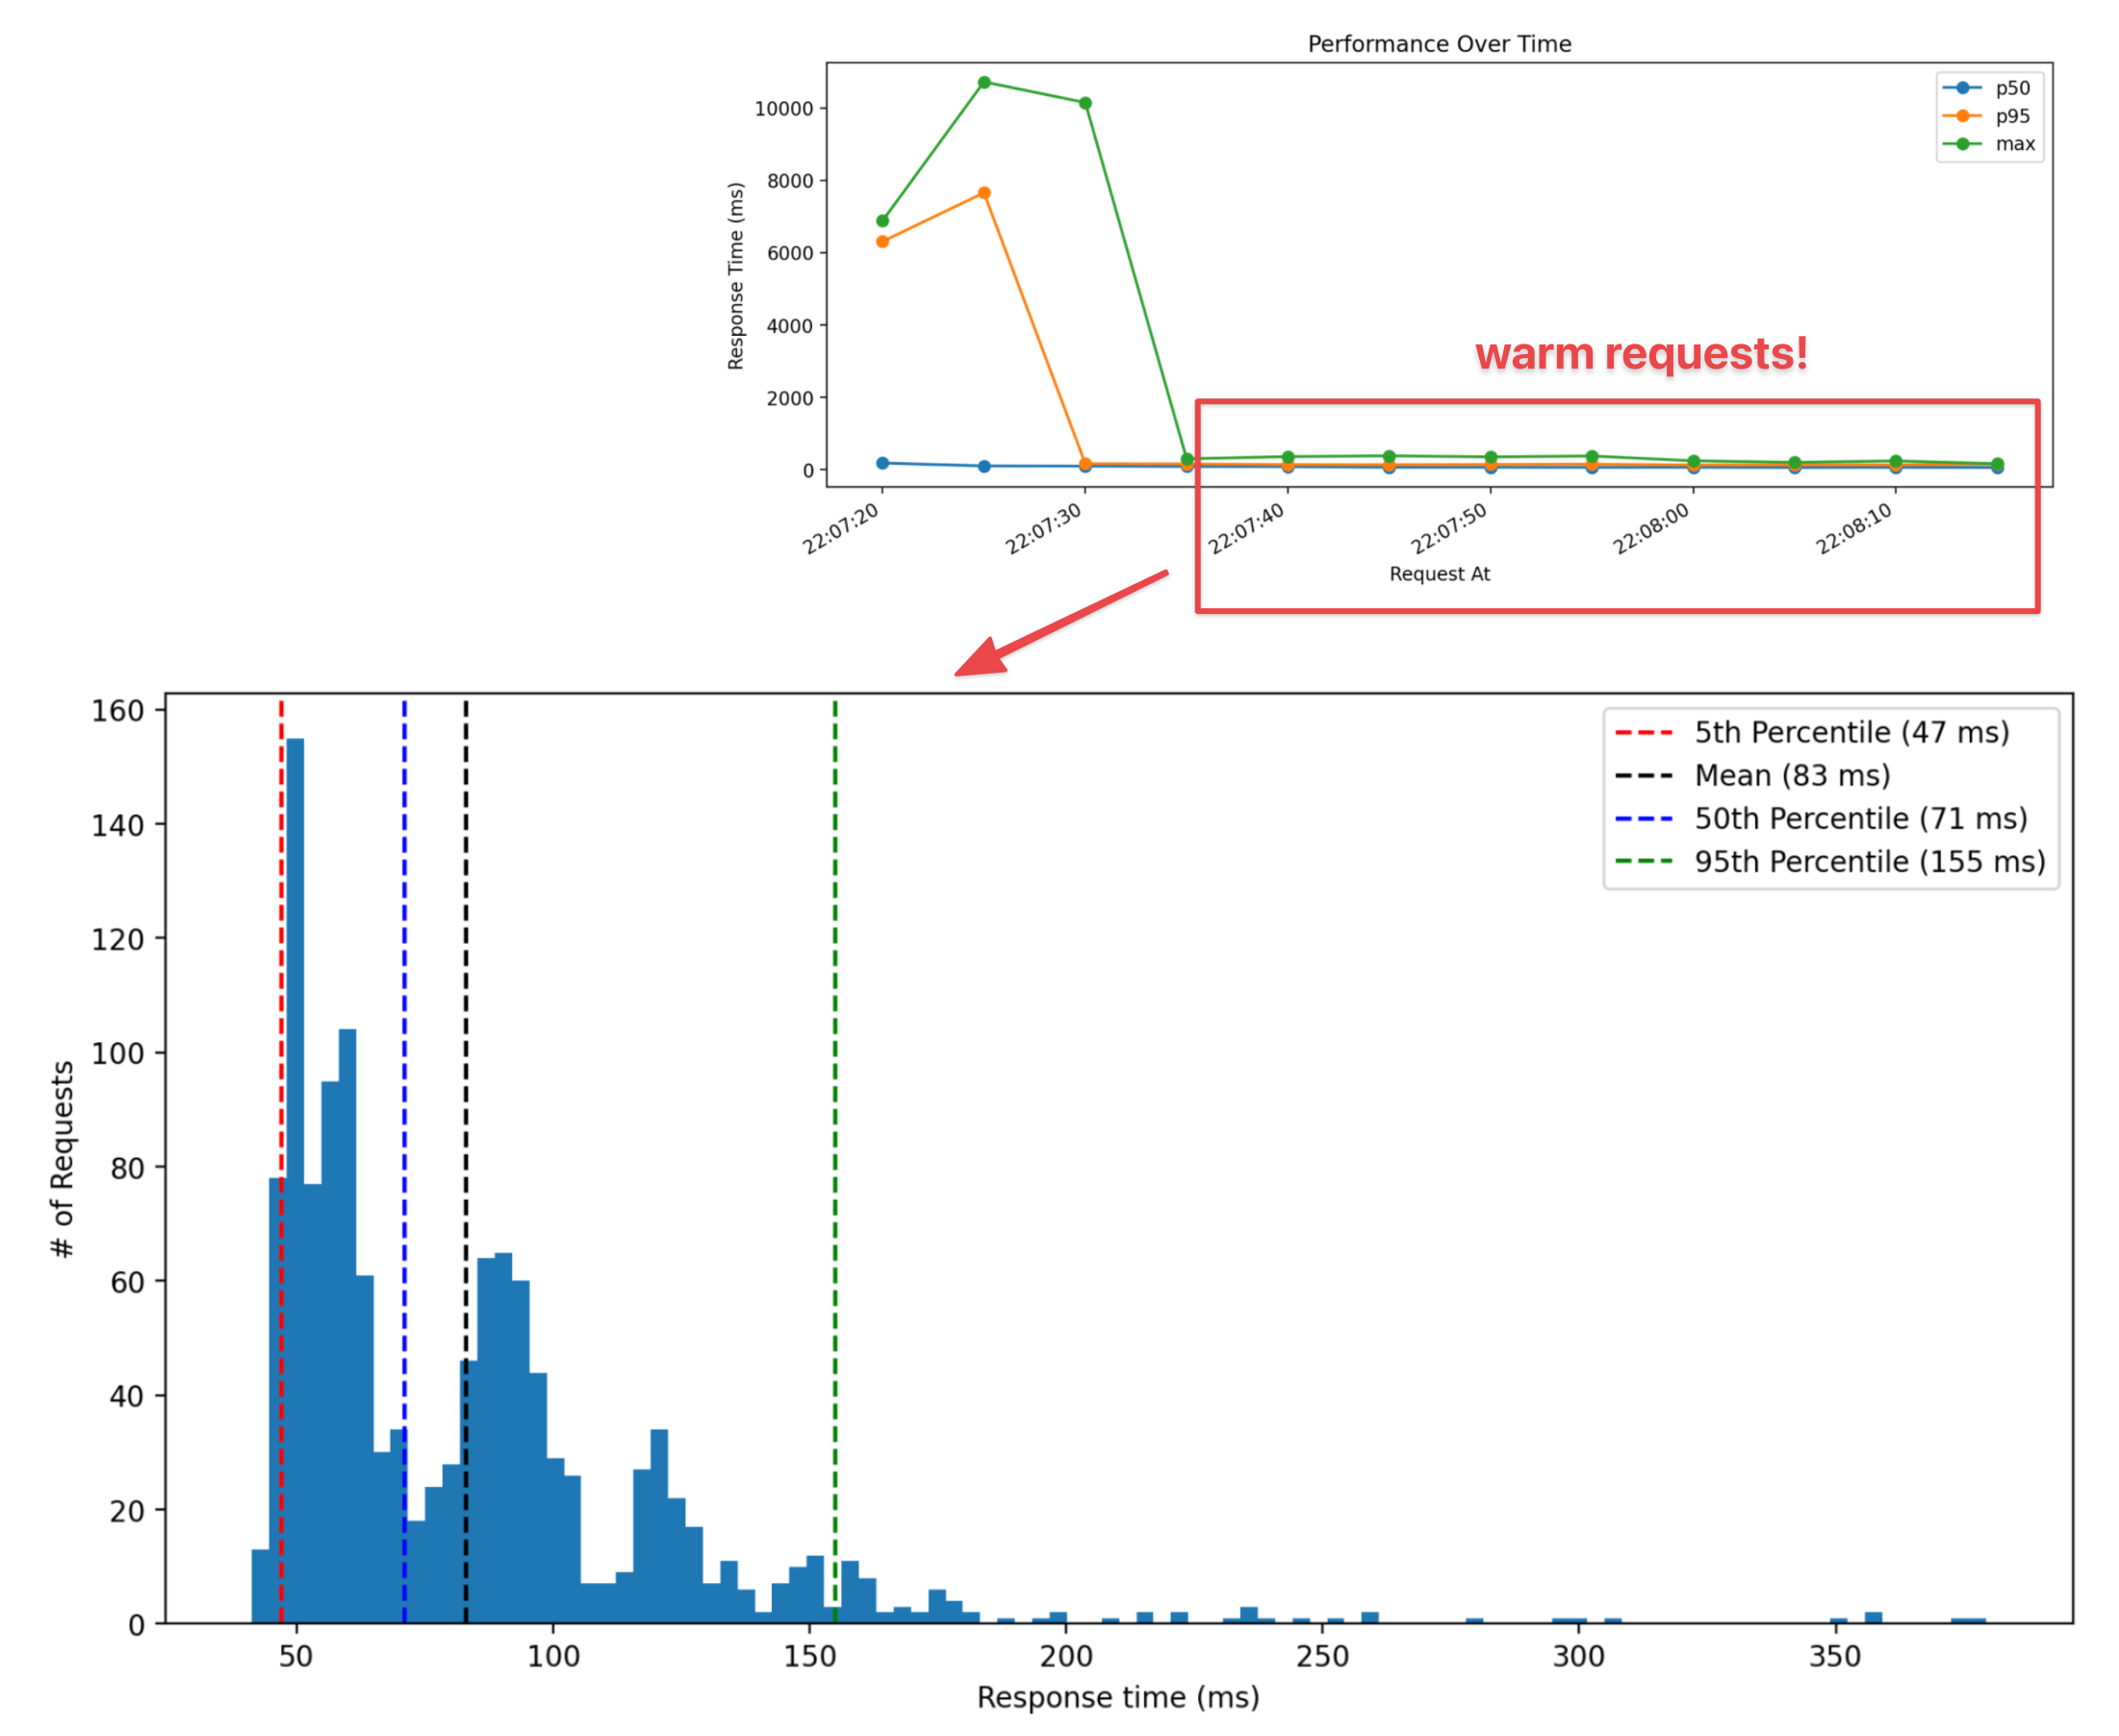 Performance Over Time
10000
8000
6000
4000
2000
0
Response Time (ms)
p50
p95
max
warm requests!
22:07:20
22:07:30
22:07:40
22:07:50
22:08:00
22:08:10
Request At
160
140
120
100
80
60
40
20
0
# of Requests
5th Percentile (47 ms)
Mean (83 ms)
50th Percentile (71 ms)
95th Percentile (155 ms)
50
100
150
200
250
300
350
Response time (ms)